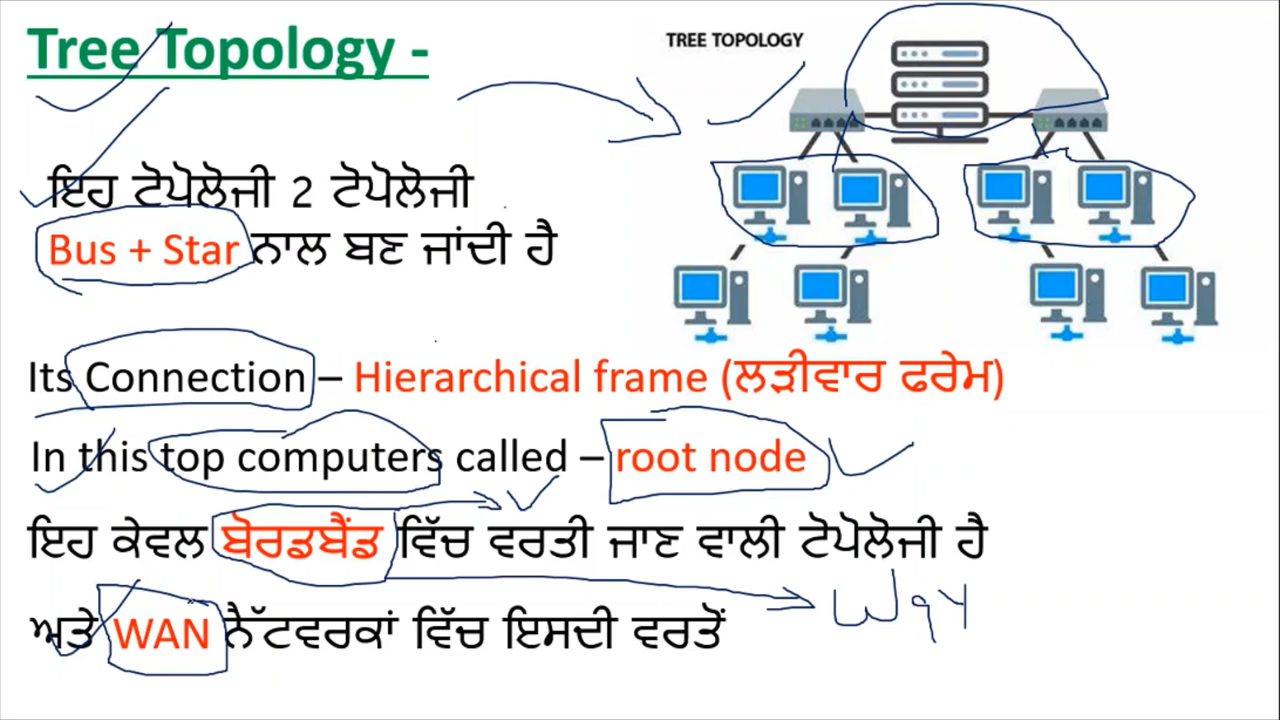 Tree Topology -
TREE TOPOLOGY
ਇਹ ਟੋਪੋਲੋਜੀ 2 ਟੋਪੋਲੋਜੀ
Bus + Star ਨਾਲ ਬਣ ਜਾਂਦੀ ਹੈ
Its Connection – Hierarchical frame (ਲੜੀਵਾਰ ਫਰੇਮ)
In this top computers called – root node
ਇਹ ਕੇਵਲ ਬੋਰਡਬੈਂਡ ਵਿੱਚ ਵਰਤੀ ਜਾਣ ਵਾਲੀ ਟੋਪੋਲੋਜੀ ਹੈ
ਅਤੇ WAN ਨੈੱਟਵਰਕਾਂ ਵਿੱਚ ਇਸਦੀ ਵਰਤੋਂ